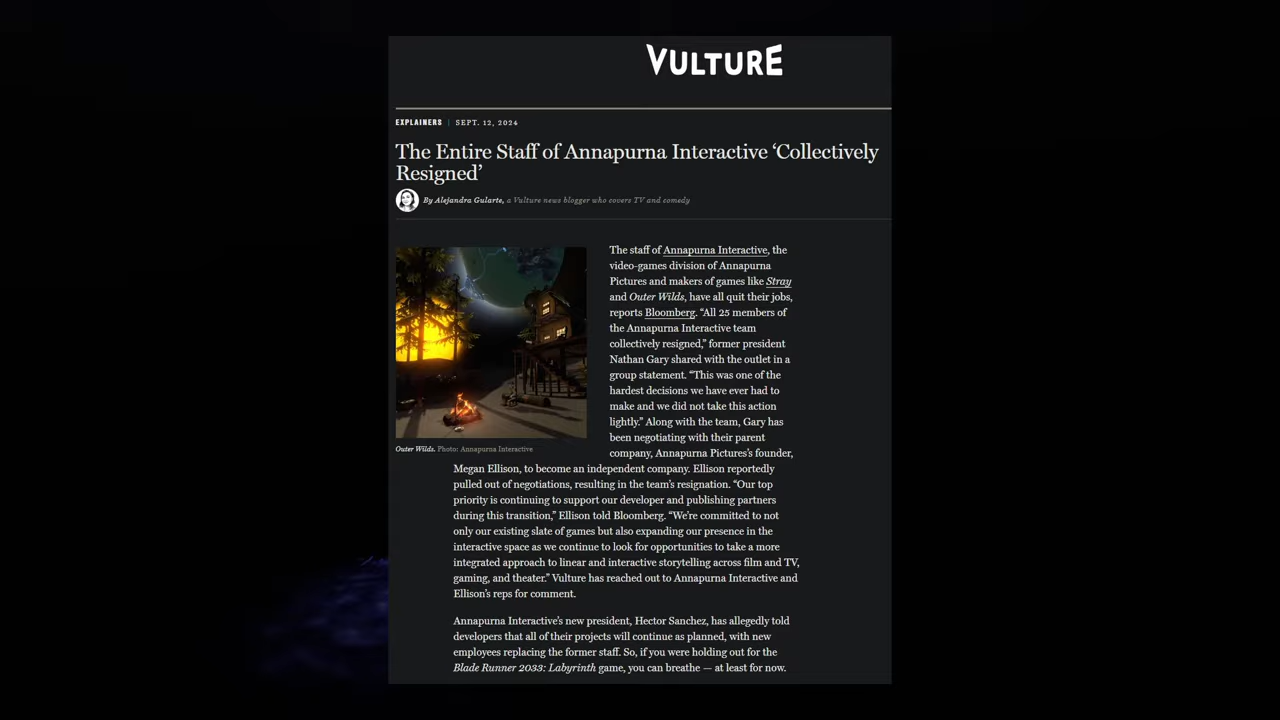 VULTURE
EXPLAINERS | SEPT. 12, 2024
The Entire Staff of Annapurna Interactive ‘Collectively
Resigned’
By Alejandra Gularte, a Vulture news blogger who covers TV and comedy
The staff of Annapurna Interactive, the
video-games division of Annapurna
Pictures and makers of games like Stray
and Outer Wilds, have all quit their jobs,
reports Bloomberg. “All 25 members of
the Annapurna Interactive team
collectively resigned,” former president
Nathan Gary shared with the outlet in a
group statement. “This was one of the
hardest decisions we have ever had to
make and we did not take this action
lightly.” Along with the team, Gary has
been negotiating with their parent
company, Annapurna Pictures’s founder,
Outer Wilds. Photo: Annapurna Interactive
Megan Ellison, to become an independent company. Ellison reportedly
pulled out of negotiations, resulting in the team’s resignation. “Our top
priority is continuing to support our developer and publishing partners
during this transition,” Ellison told Bloomberg. “We’re committed to not
only our existing slate of games but also expanding our presence in the
interactive space as we continue to look for opportunities to take a more
integrated approach to linear and interactive storytelling across film and TV,
gaming, and theater.” Vulture has reached out to Annapurna Interactive and
Ellison’s reps for comment.
Annapurna Interactive’s new president, Hector Sanchez, has allegedly told
developers that all of their projects will continue as planned, with new
employees replacing the former staff. So, if you were holding out for the
Blade Runner 2033: Labyrinth game, you can breathe — at least for now.